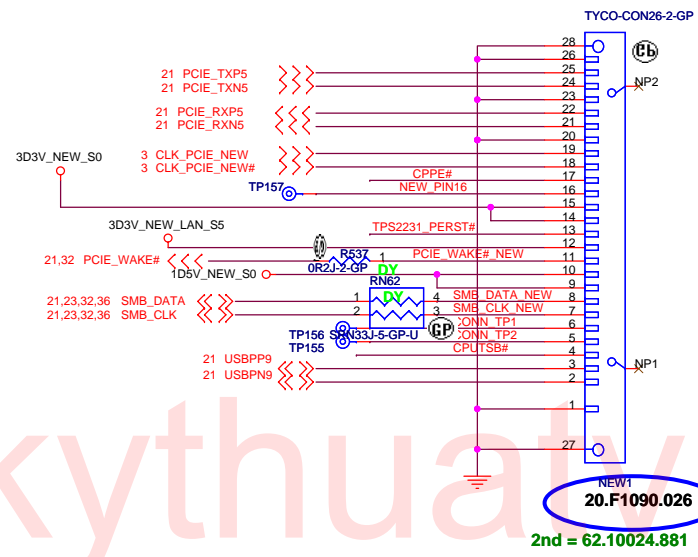 TYCO-CON26-2-GP
28
26
21 PCIE_TXP5 25
21 PCIE_TXN5 24
NP2
23
21 PCIE_RXP5 22
21 PCIE_RXN5 21
20
3D3V_NEW_S0
3 CLK_PCIE_NEW 19
3 CLK_PCIE_NEW# 18
CPPE# 17
TP157 NEW_PIN16 16
15
14
3D3V_NEW_LAN_S5
TPS2231_PERST# 13
12
21,32 PCIE_WAKE# R537 1 PCIE_WAKE#_NEW 11
0R2J-2-GP DY
1D5V_NEW_S0 10
RN62
9
DY
21,23,32,36 SMB_DATA 1 4 SMB_DATA_NEW 8
21,23,32,36 SMB_CLK 2 3 SMB_CLK_NEW 7
GP
CONN_TP1 6
TP156 SRN33J-5-GP-U
CONN_TP2 5
TP155
CPUTSB# 4
21 USBPP9 3
NP1
21 USBPN9 2
1
27
NEW1
20.F1090.026
2nd = 62.10024.881
kythuatv